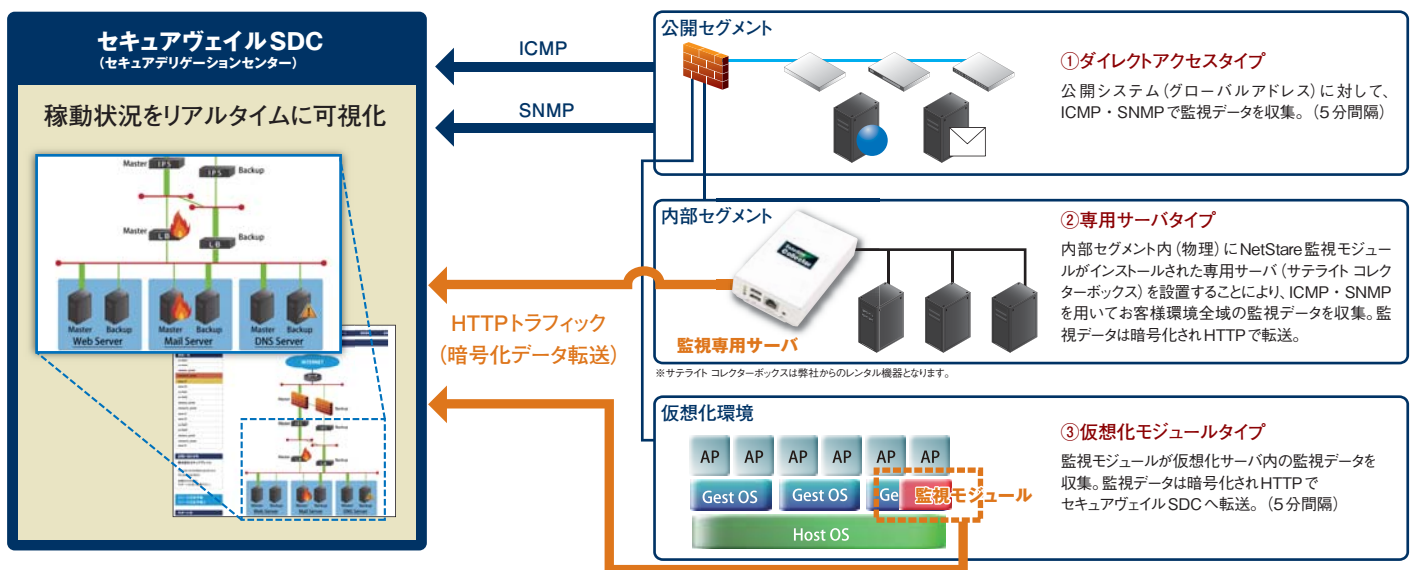 セキュアヴェイルSDC
（セキュアデリゲーションセンター）
稼動状況をリアルタイムに可視化
Master
IPS
IPS
Backup
Master
LB
LB
Backup
Master
Backup
Web Server
Master
Backup
Mail Server
Master
Backup
DNS Server
INTERNET
Master
Backup
Web Server
Mail Server
DNS Server
ICMP
SNMP
HTTPトラフィック
（暗号化データ転送）
公開セグメント
①ダイレクトアクセスタイプ
公開システム（グローバルアドレス）に対して、
ICMP・SNMPで監視データを収集。（5分間隔）
内部セグメント
Collector
監視専用サーバ
②専用サーバタイプ
内部セグメント内（物理）にNetStare監視モジュー
ルがインストールされた専用サーバ（サテライト コレク
ターボックス）を設置することにより、ICMP・SNMP
を用いてお客様環境全域の監視データを収集。監
視データは暗号化されHTTPで転送。
※サテライト コレクターボックスは弊社からのレンタル機器となります。
仮想化環境
AP AP AP AP AP AP
Gest OS Gest OS Ge 監視モジュール
Host OS
③仮想化モジュールタイプ
監視モジュールが仮想化サーバ内の監視データを
収集。監視データは暗号化されHTTPで
セキュアヴェイルSDCへ転送。（5分間隔）